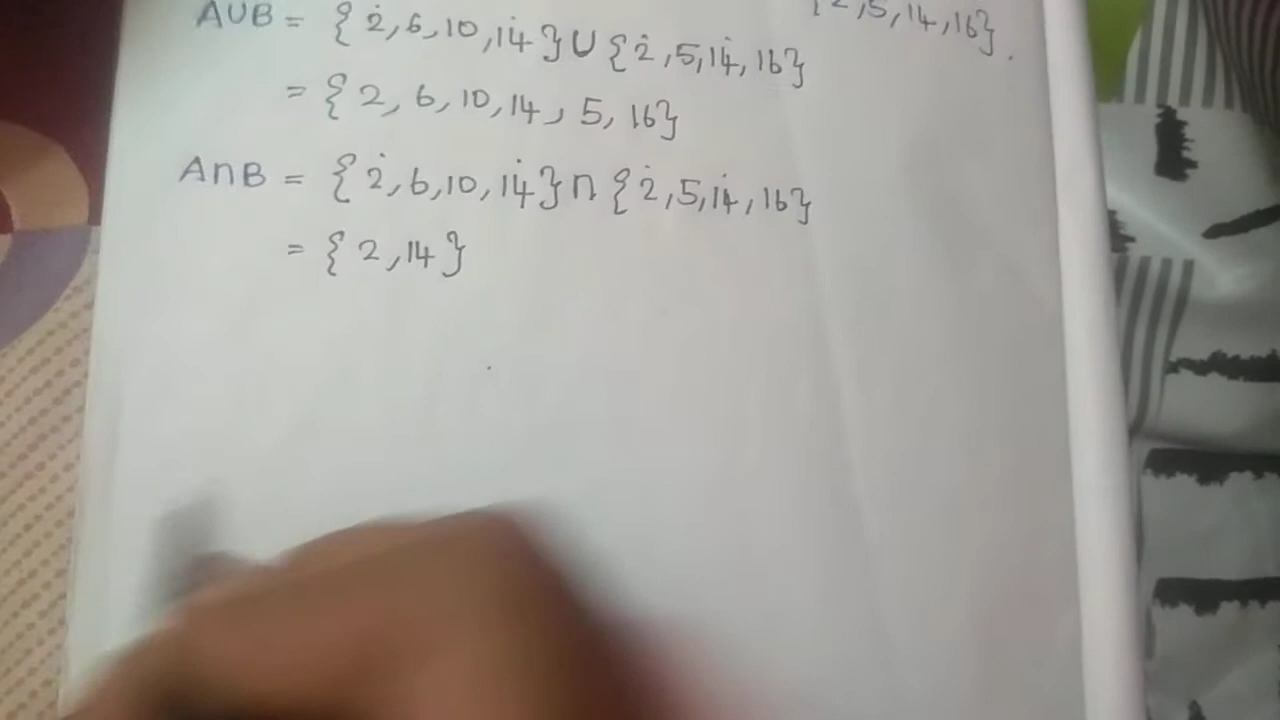 {2,5,14,16}.
A∪B = {2,6,10,14}∪{2,5,14,16}
= {2,6,10,14,5,16}
A∩B = {2,6,10,14}∩{2,5,14,16}
= {2,14}